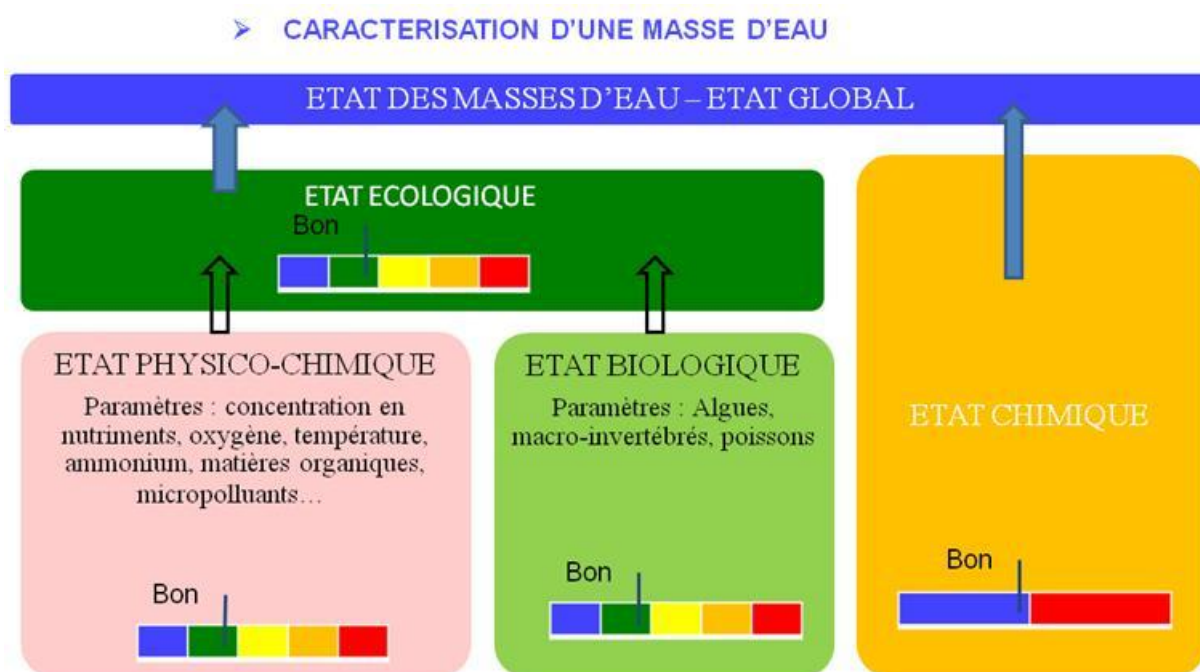 ➢ CARACTERISATION D'UNE MASSE D'EAU
ETAT DES MASSES D'EAU – ETAT GLOBAL
ETAT ECOLOGIQUE
Bon
ETAT PHYSICO-CHIMIQUE
Paramètres : concentration en
nutriments, oxygène, température,
ammonium, matières organiques,
micropolluants…
Bon
ETAT BIOLOGIQUE
Paramètres : Algues,
macro-invertébrés, poissons
Bon
ETAT CHIMIQUE
Bon